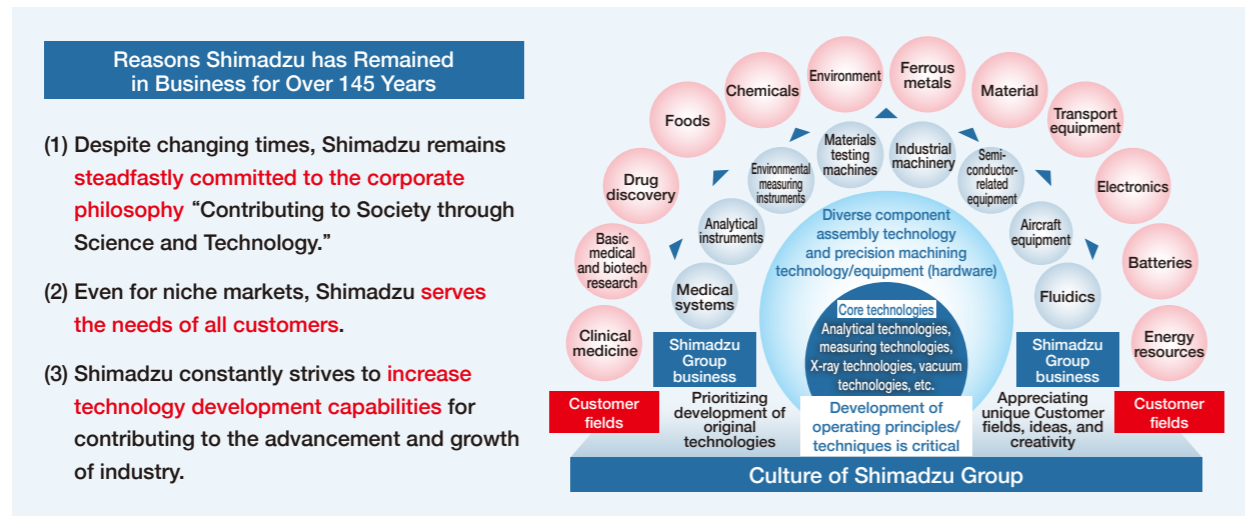 Reasons Shimadzu has Remained
in Business for Over 145 Years
(1) Despite changing times, Shimadzu remains
steadfastly committed to the corporate
philosophy "Contributing to Society through
Science and Technology."
(2) Even for niche markets, Shimadzu serves
the needs of all customers.
(3) Shimadzu constantly strives to increase
technology development capabilities for
contributing to the advancement and growth
of industry.
Clinical
medicine
Basic
medical
and biotech
research
Drug
discovery
Foods
Chemicals
Environment
Ferrous
metals
Material
Transport
equipment
Electronics
Batteries
Energy
resources
Medical
systems
Analytical
instruments
Environmental
measuring
instruments
Materials
testing
machines
Industrial
machinery
Semi-
conductor-
related
equipment
Aircraft
equipment
Fluidics
Diverse component
assembly technology
and precision machining
technology/equipment (hardware)
Core technologies
Analytical technologies,
measuring technologies,
X-ray technologies, vacuum
technologies, etc.
Shimadzu
Group
business
Shimadzu
Group
business
Customer
fields
Prioritizing
development of
original
technologies
Development of
operating principles/
techniques is critical
Appreciating
unique Customer
fields, ideas, and
creativity
Customer
fields
Culture of Shimadzu Group